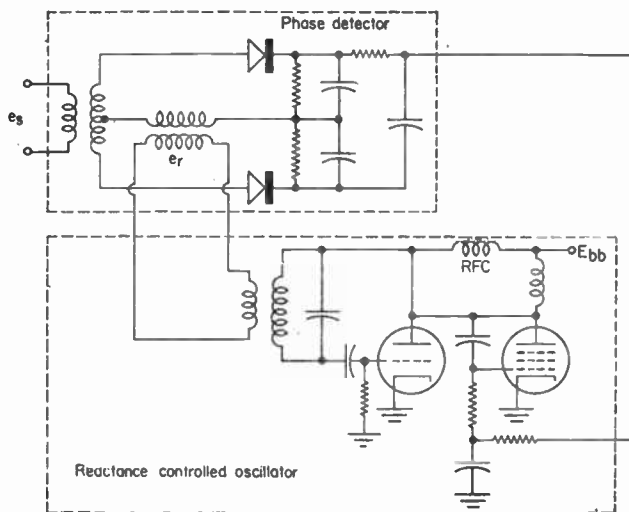 Phase detector
es
er
RFC
Ebb
Reactance controlled oscillator